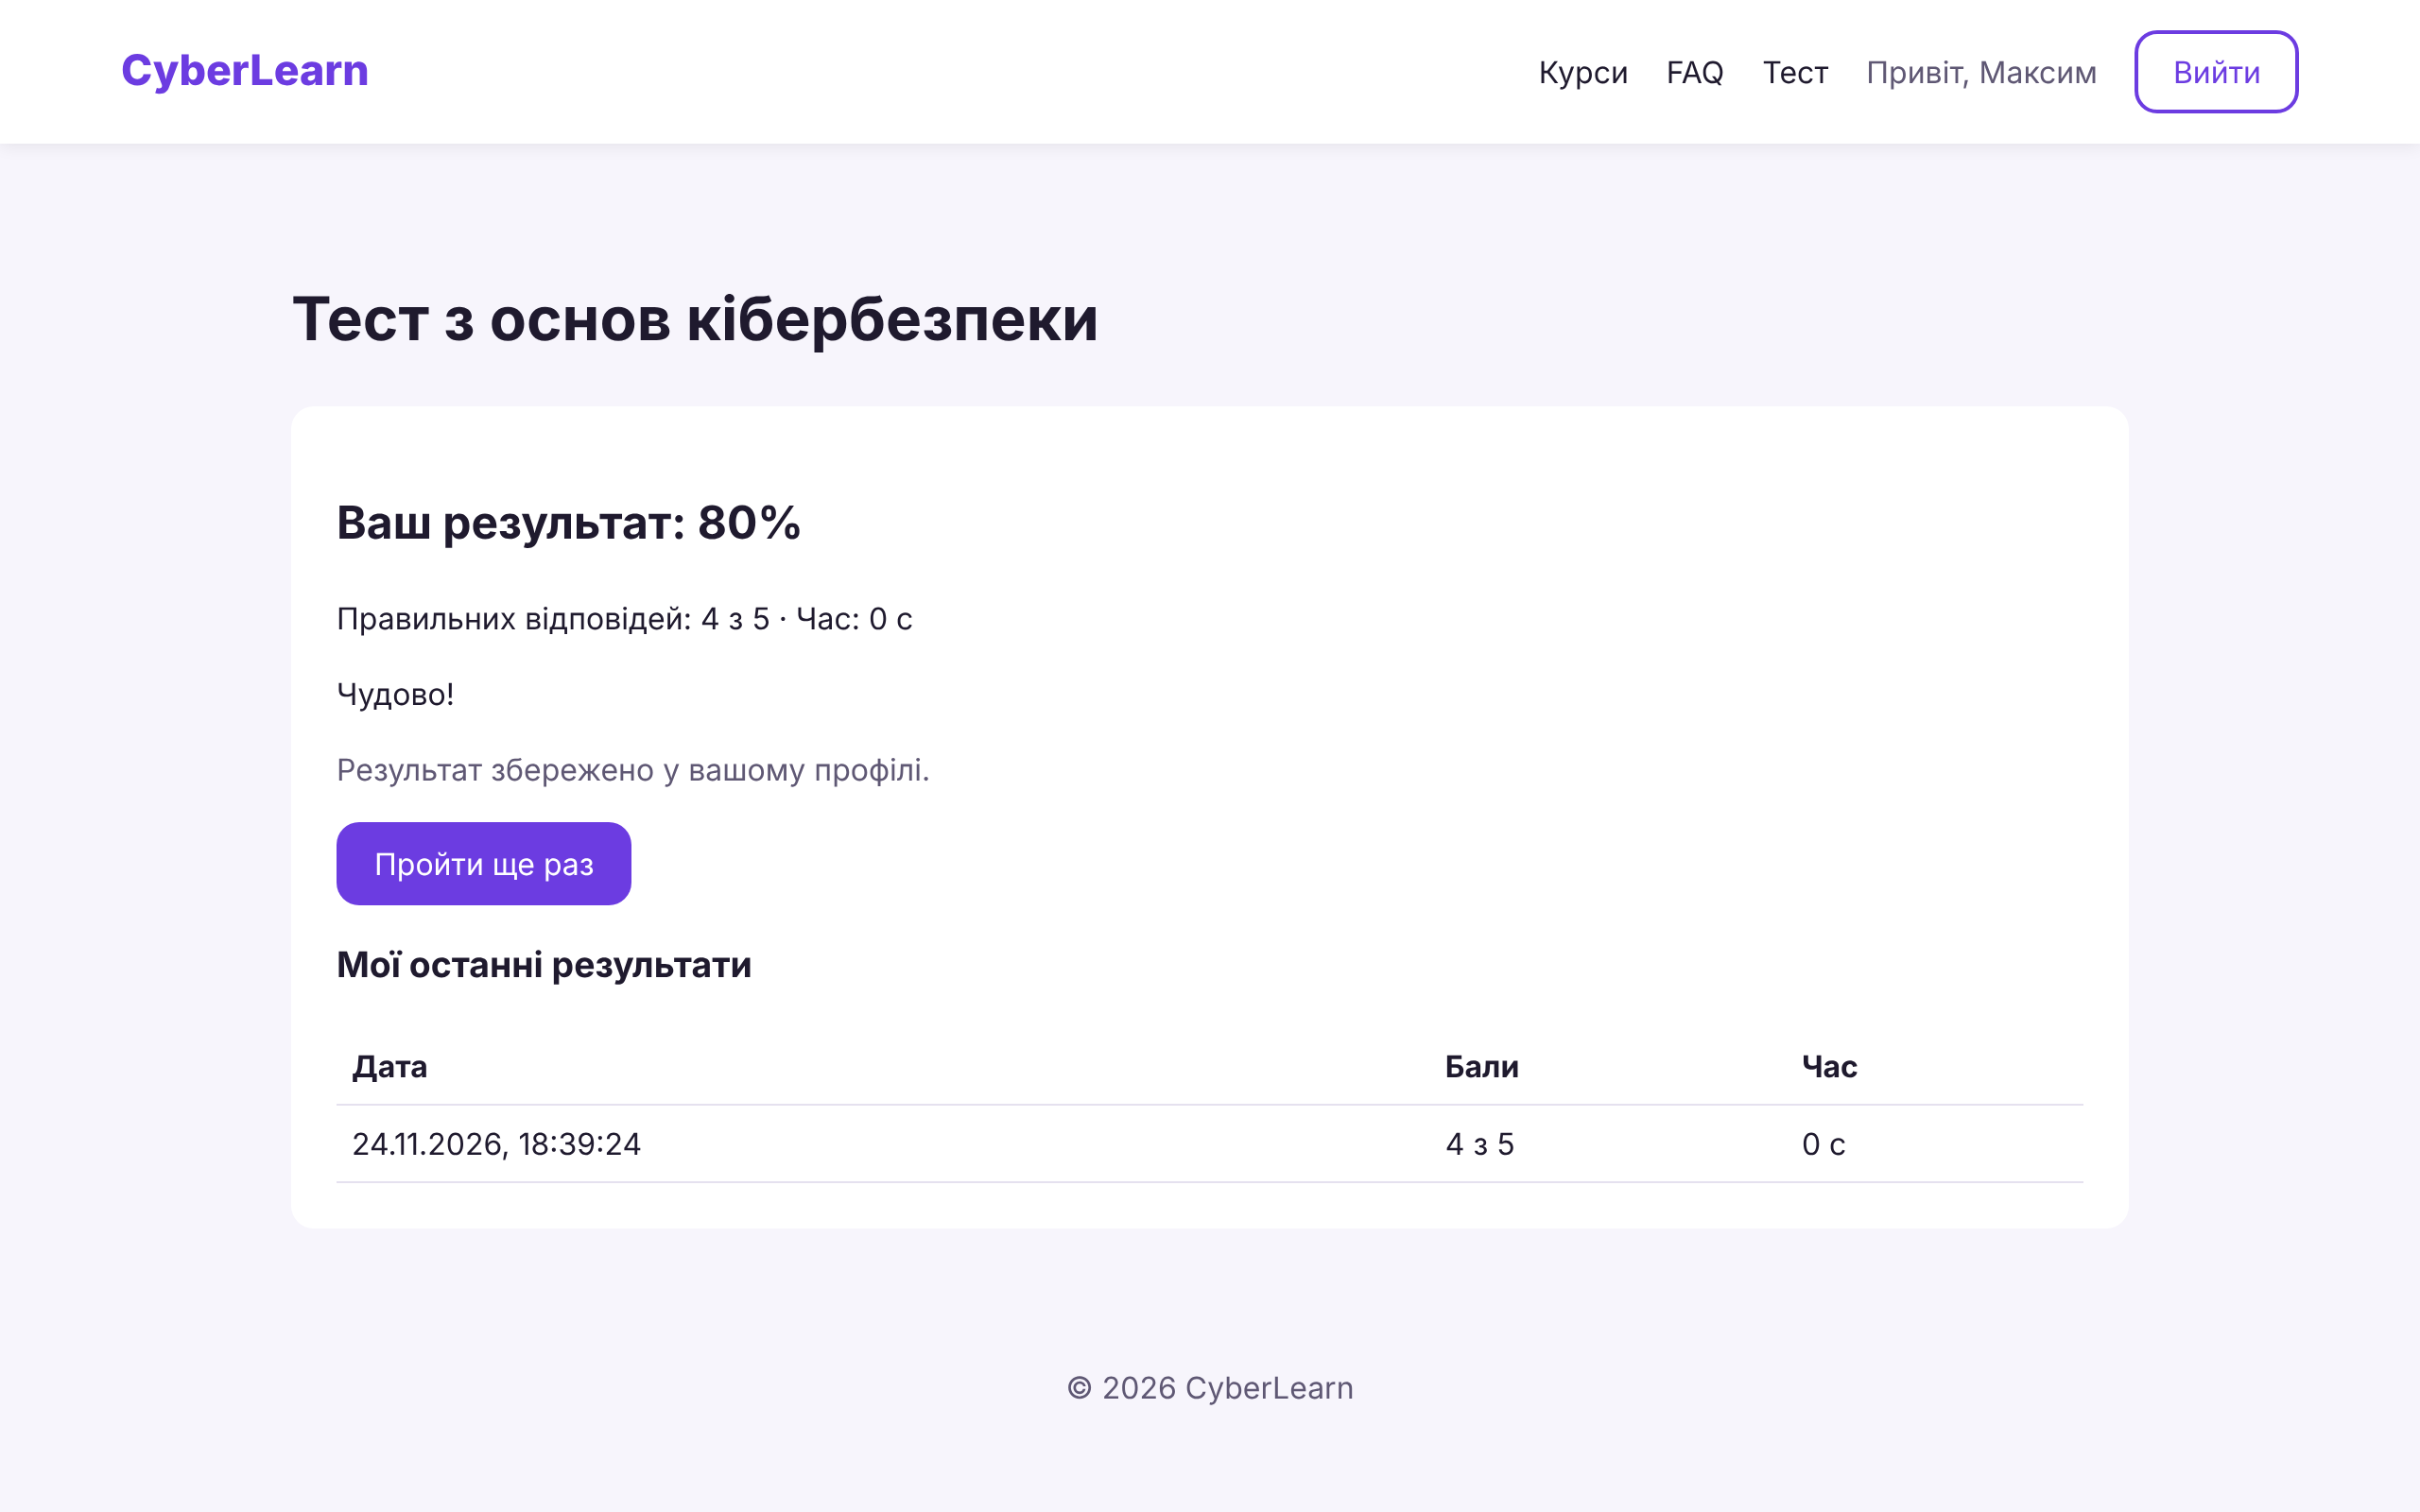 CyberLearn
Курси FAQ Тест Привіт, Максим Вийти
Тест з основ кібербезпеки
Ваш результат: 80%
Правильних відповідей: 4 з 5 · Час: 0 с
Чудово!
Результат збережено у вашому профілі.
Пройти ще раз
Мої останні результати
Дата Бали Час
24.11.2026, 18:39:24 4 з 5 0 с
© 2026 CyberLearn